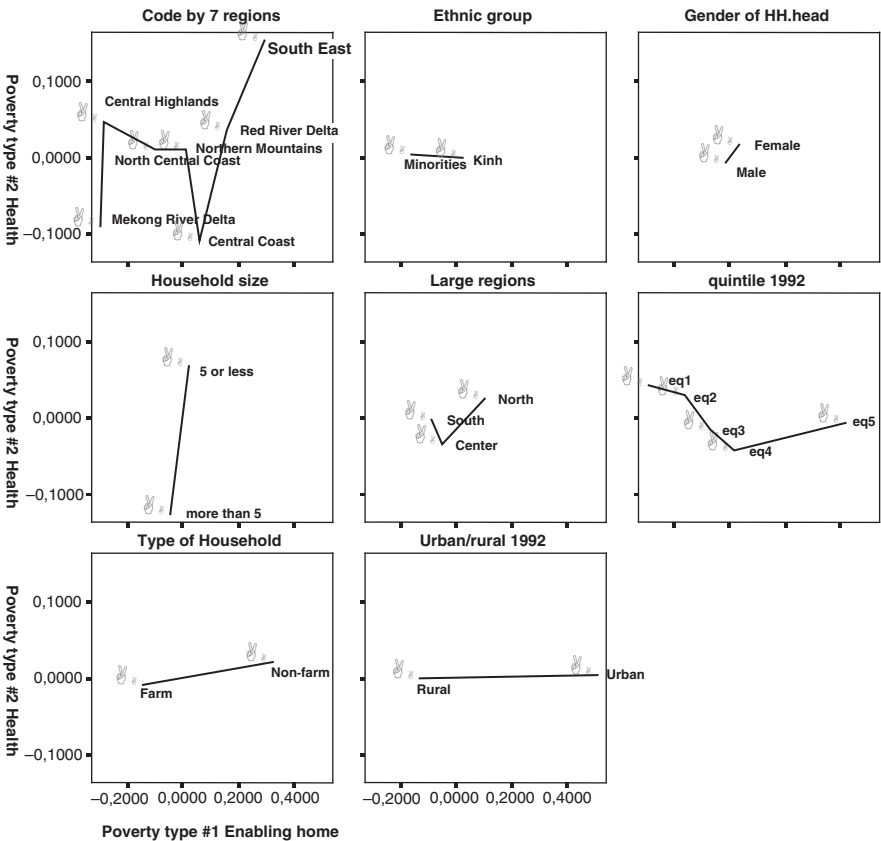 Code by 7 regions
Ethnic group
Gender of HH.head
Poverty type #2 Health
0,1000
0,0000
–0,1000
South East
Central Highlands
Red River Delta
Northern Mountains
North Central Coast
Mekong River Delta
Central Coast
Minorities
Kinh
Female
Male
Household size
Large regions
quintile 1992
Poverty type #2 Health
0,1000
0,0000
–0,1000
5 or less
more than 5
North
South
Center
eq1
eq2
eq3
eq4
eq5
Type of Household
Urban/rural 1992
Poverty type #2 Health
0,1000
0,0000
–0,1000
Non-farm
Farm
Urban
Rural
–0,2000 0,0000 0,2000 0,4000
–0,2000 0,0000 0,2000 0,4000
Poverty type #1 Enabling home